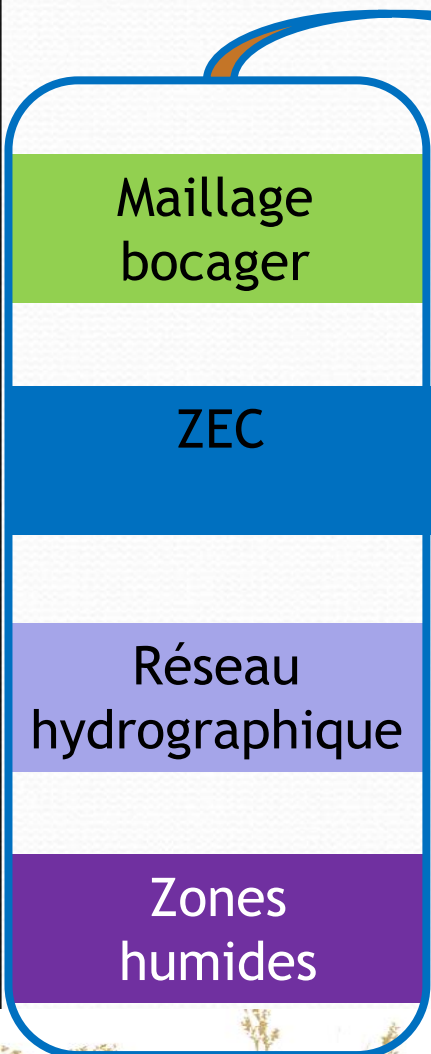 Maillage
bocager
ZEC
Réseau
hydrographique
Zones
humides